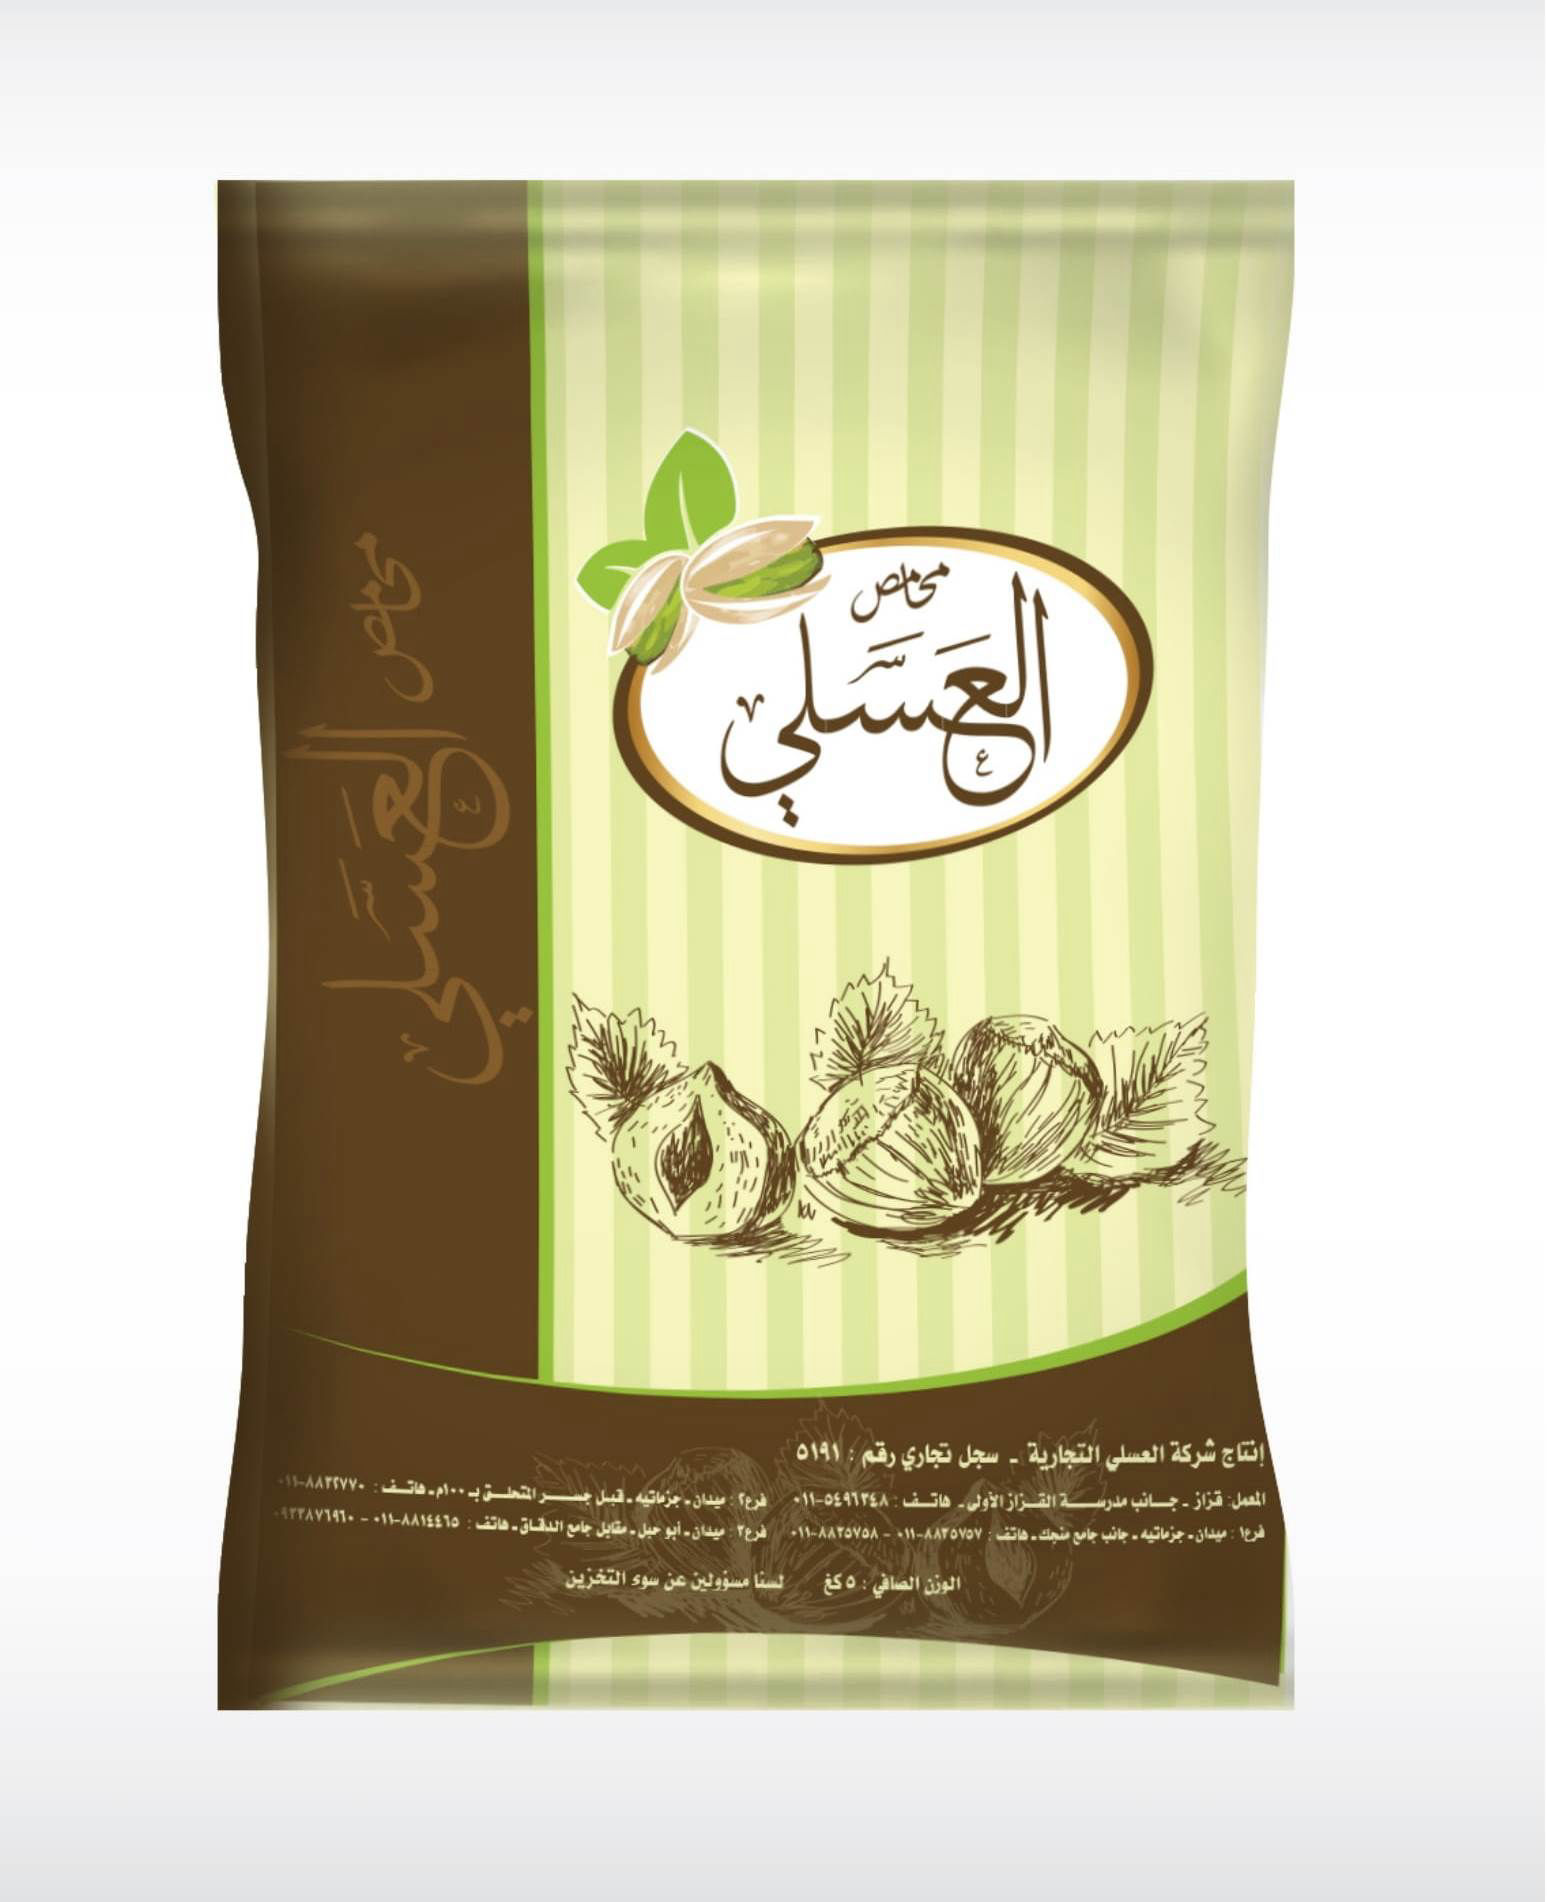 محامص
العسلي
ع
محامص
العسلي
ع
إنتاج شركة العسلي التجارية - سجل تجاري رقم : ٥١٩١
المعمل: قزاز - جانب مدرسة القزاز الأولى - هاتف : ٥٤٩٦٣٤٨-٠١١
فرع١ : ميدان - جزماتيه - جانب جامع منجك - هاتف : ٨٨٢٥٧٥٧-٠١١ - ٨٨٢٥٧٥٨-٠١١
فرع٢ : ميدان - جزماتيه - قبل جسر المتحلق بـ ١٠٠م - هاتف : ٨٨٣٢٧٧٠-٠١١
فرع٣ : ميدان - أبو حبل - مقابل جامع الدقاق - هاتف : ٨٨١٤٤٦٥-٠١١ - ٠٩٣٣٨٧٦٩٦٠
الوزن الصافي : ٥ كغ لسنا مسؤولين عن سوء التخزين